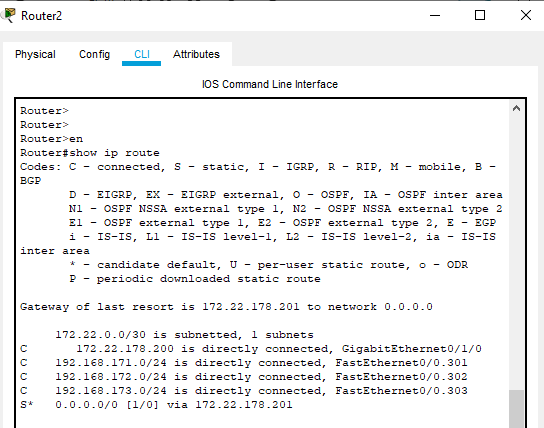 Router2
Physical Config CLI Attributes
IOS Command Line Interface
Router>
Router>
Router>en
Router#show ip route
Codes: C - connected, S - static, I - IGRP, R - RIP, M - mobile, B -
BGP
       D - EIGRP, EX - EIGRP external, O - OSPF, IA - OSPF inter area
       N1 - OSPF NSSA external type 1, N2 - OSPF NSSA external type 2
       E1 - OSPF external type 1, E2 - OSPF external type 2, E - EGP
       i - IS-IS, L1 - IS-IS level-1, L2 - IS-IS level-2, ia - IS-IS
inter area
       * - candidate default, U - per-user static route, o - ODR
       P - periodic downloaded static route
Gateway of last resort is 172.22.178.201 to network 0.0.0.0
     172.22.0.0/30 is subnetted, 1 subnets
C       172.22.178.200 is directly connected, GigabitEthernet0/1/0
C    192.168.171.0/24 is directly connected, FastEthernet0/0.301
C    192.168.172.0/24 is directly connected, FastEthernet0/0.302
C    192.168.173.0/24 is directly connected, FastEthernet0/0.303
S*   0.0.0.0/0 [1/0] via 172.22.178.201